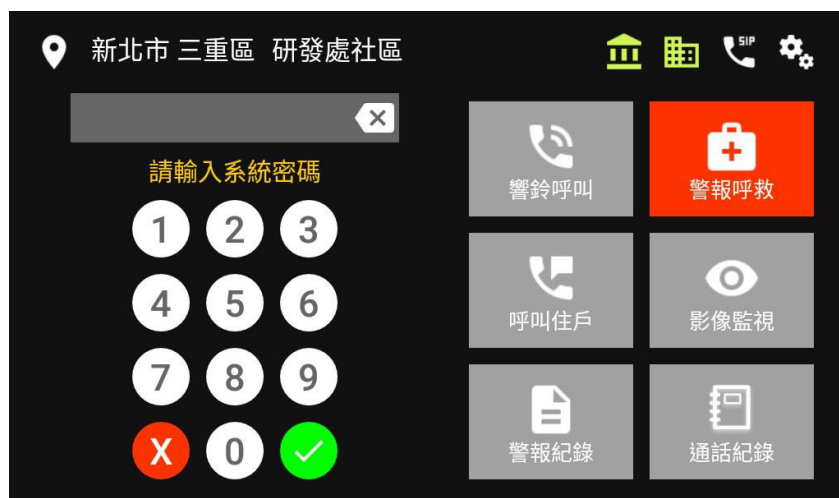 新北市 三重區 研發處社區
SIP
請輸入系統密碼
1 2 3
4 5 6
7 8 9
X 0
響鈴呼叫
警報呼救
呼叫住戶
影像監視
警報紀錄
通話紀錄